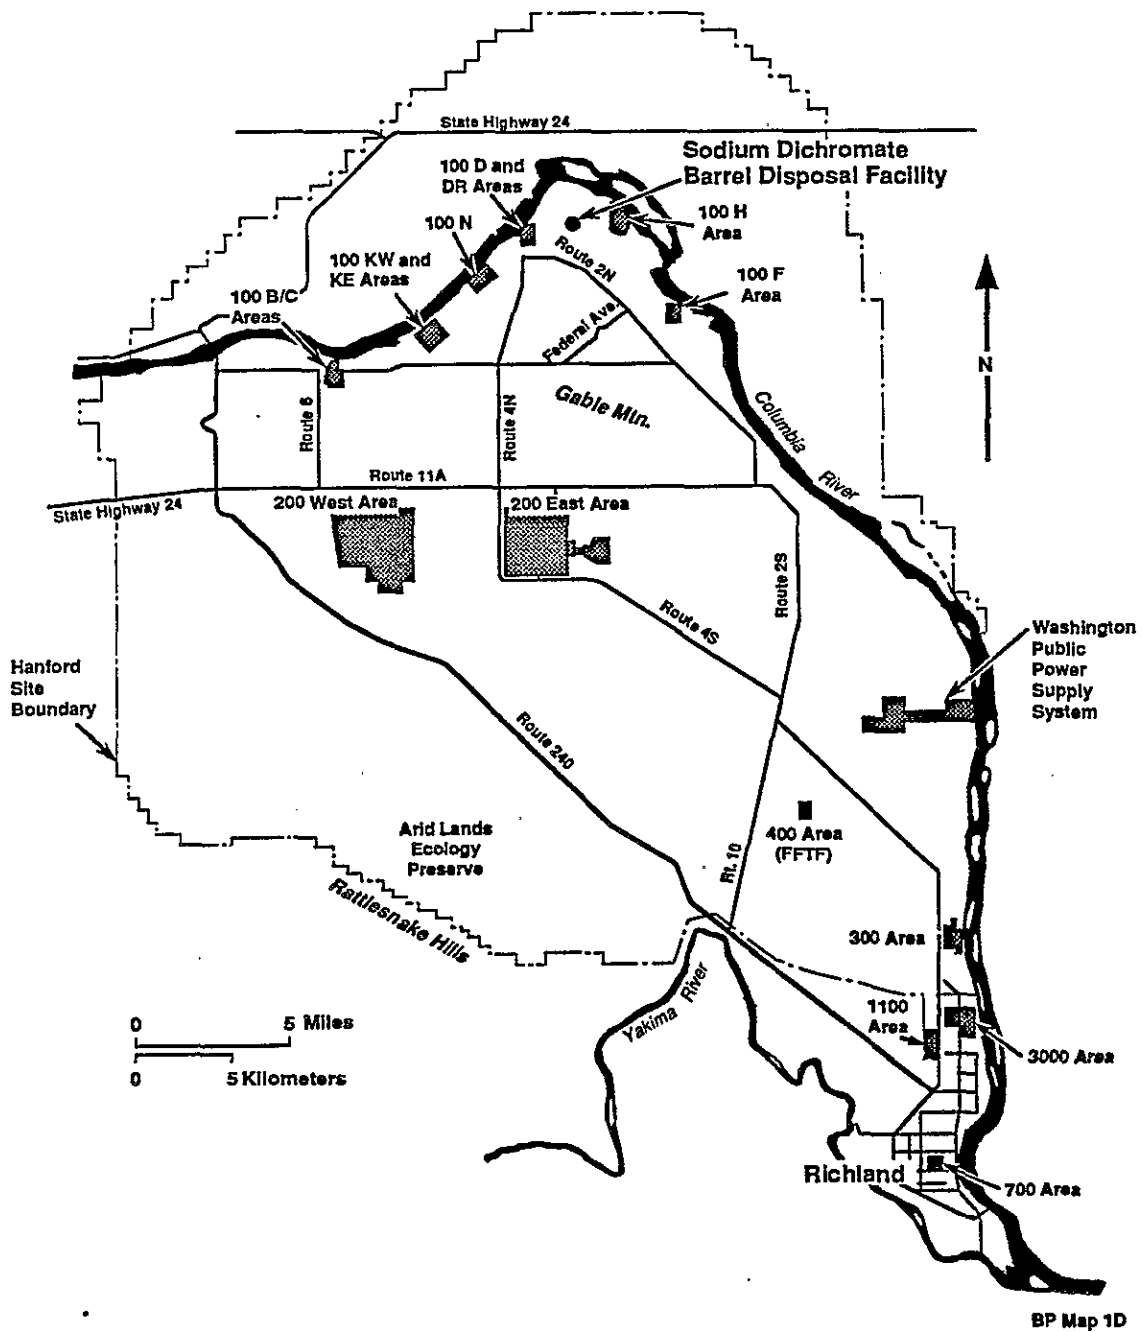 State Highway 24
Sodium Dichromate
Barrel Disposal Facility
100 D and
DR Areas
100 H
Area
100 N
Route 2N
100 KW and
KE Areas
100 F
Area
100 B/C
Areas
Federal Ave.
N
Gable Mtn.
Columbia
River
Route 6
Route 4N
Route 11A
State Highway 24
200 West Area
200 East Area
Route 2S
Route 4S
Washington
Public
Power
Supply
System
Hanford
Site
Boundary
Route 240
400 Area
(FFTF)
Arid Lands
Ecology
Preserve
Rt. 10
Rattlesnake Hills
300 Area
Yakima River
1100
Area
0 5 Miles
0 5 Kilometers
3000 Area
Richland
700 Area
BP Map 1D